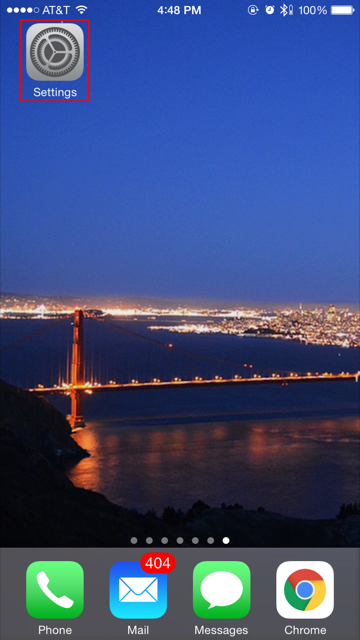 AT&T 4:48 PM 100%
Settings
404
Phone Mail Messages Chrome